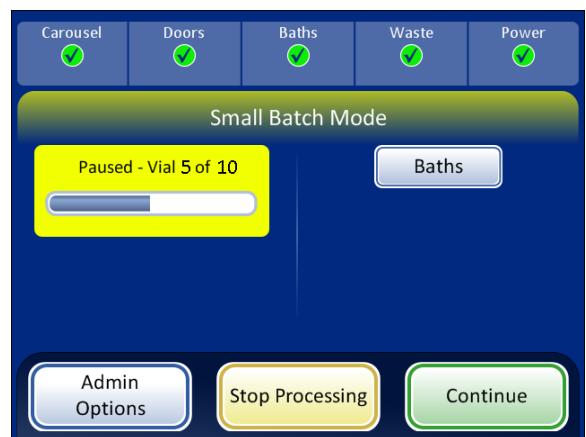 Carousel
Doors
Baths
Waste
Power
Small Batch Mode
Paused - Vial 5 of 10
Baths
Admin
Options
Stop Processing
Continue